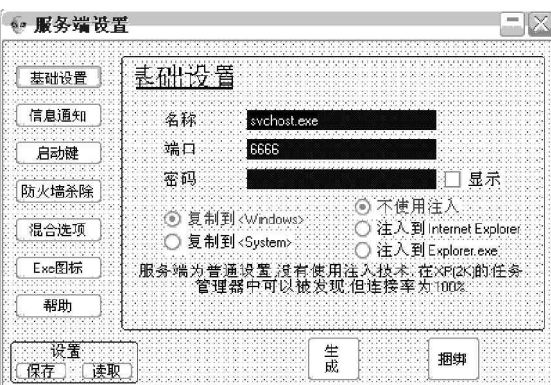 服务端设置
基础设置
信息通知
启动键
防火墙杀除
混合选项
Exe图标
帮助
设置
保存 读取
基础设置
名称 svchost.exe
端口 6666
密码 显示
复制到<Windows>
复制到<System>
不使用注入
注入到Internet Explorer
注入到Explorer.exe
服务端为普通设置,没有使用注入技术.在XP(2K)的任务
管理器中可以被发现,但连接率为100%.
生成
捆绑